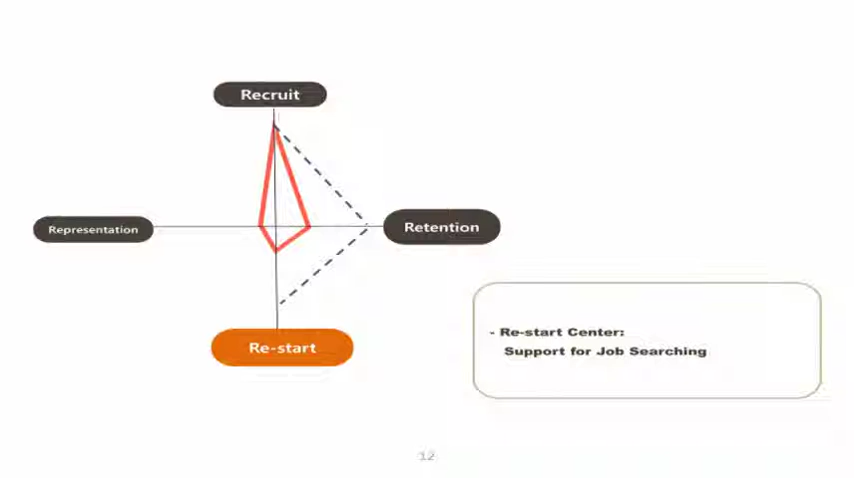 Recruit
Representation
Retention
Re-start
- Re-start Center:
Support for Job Searching
12